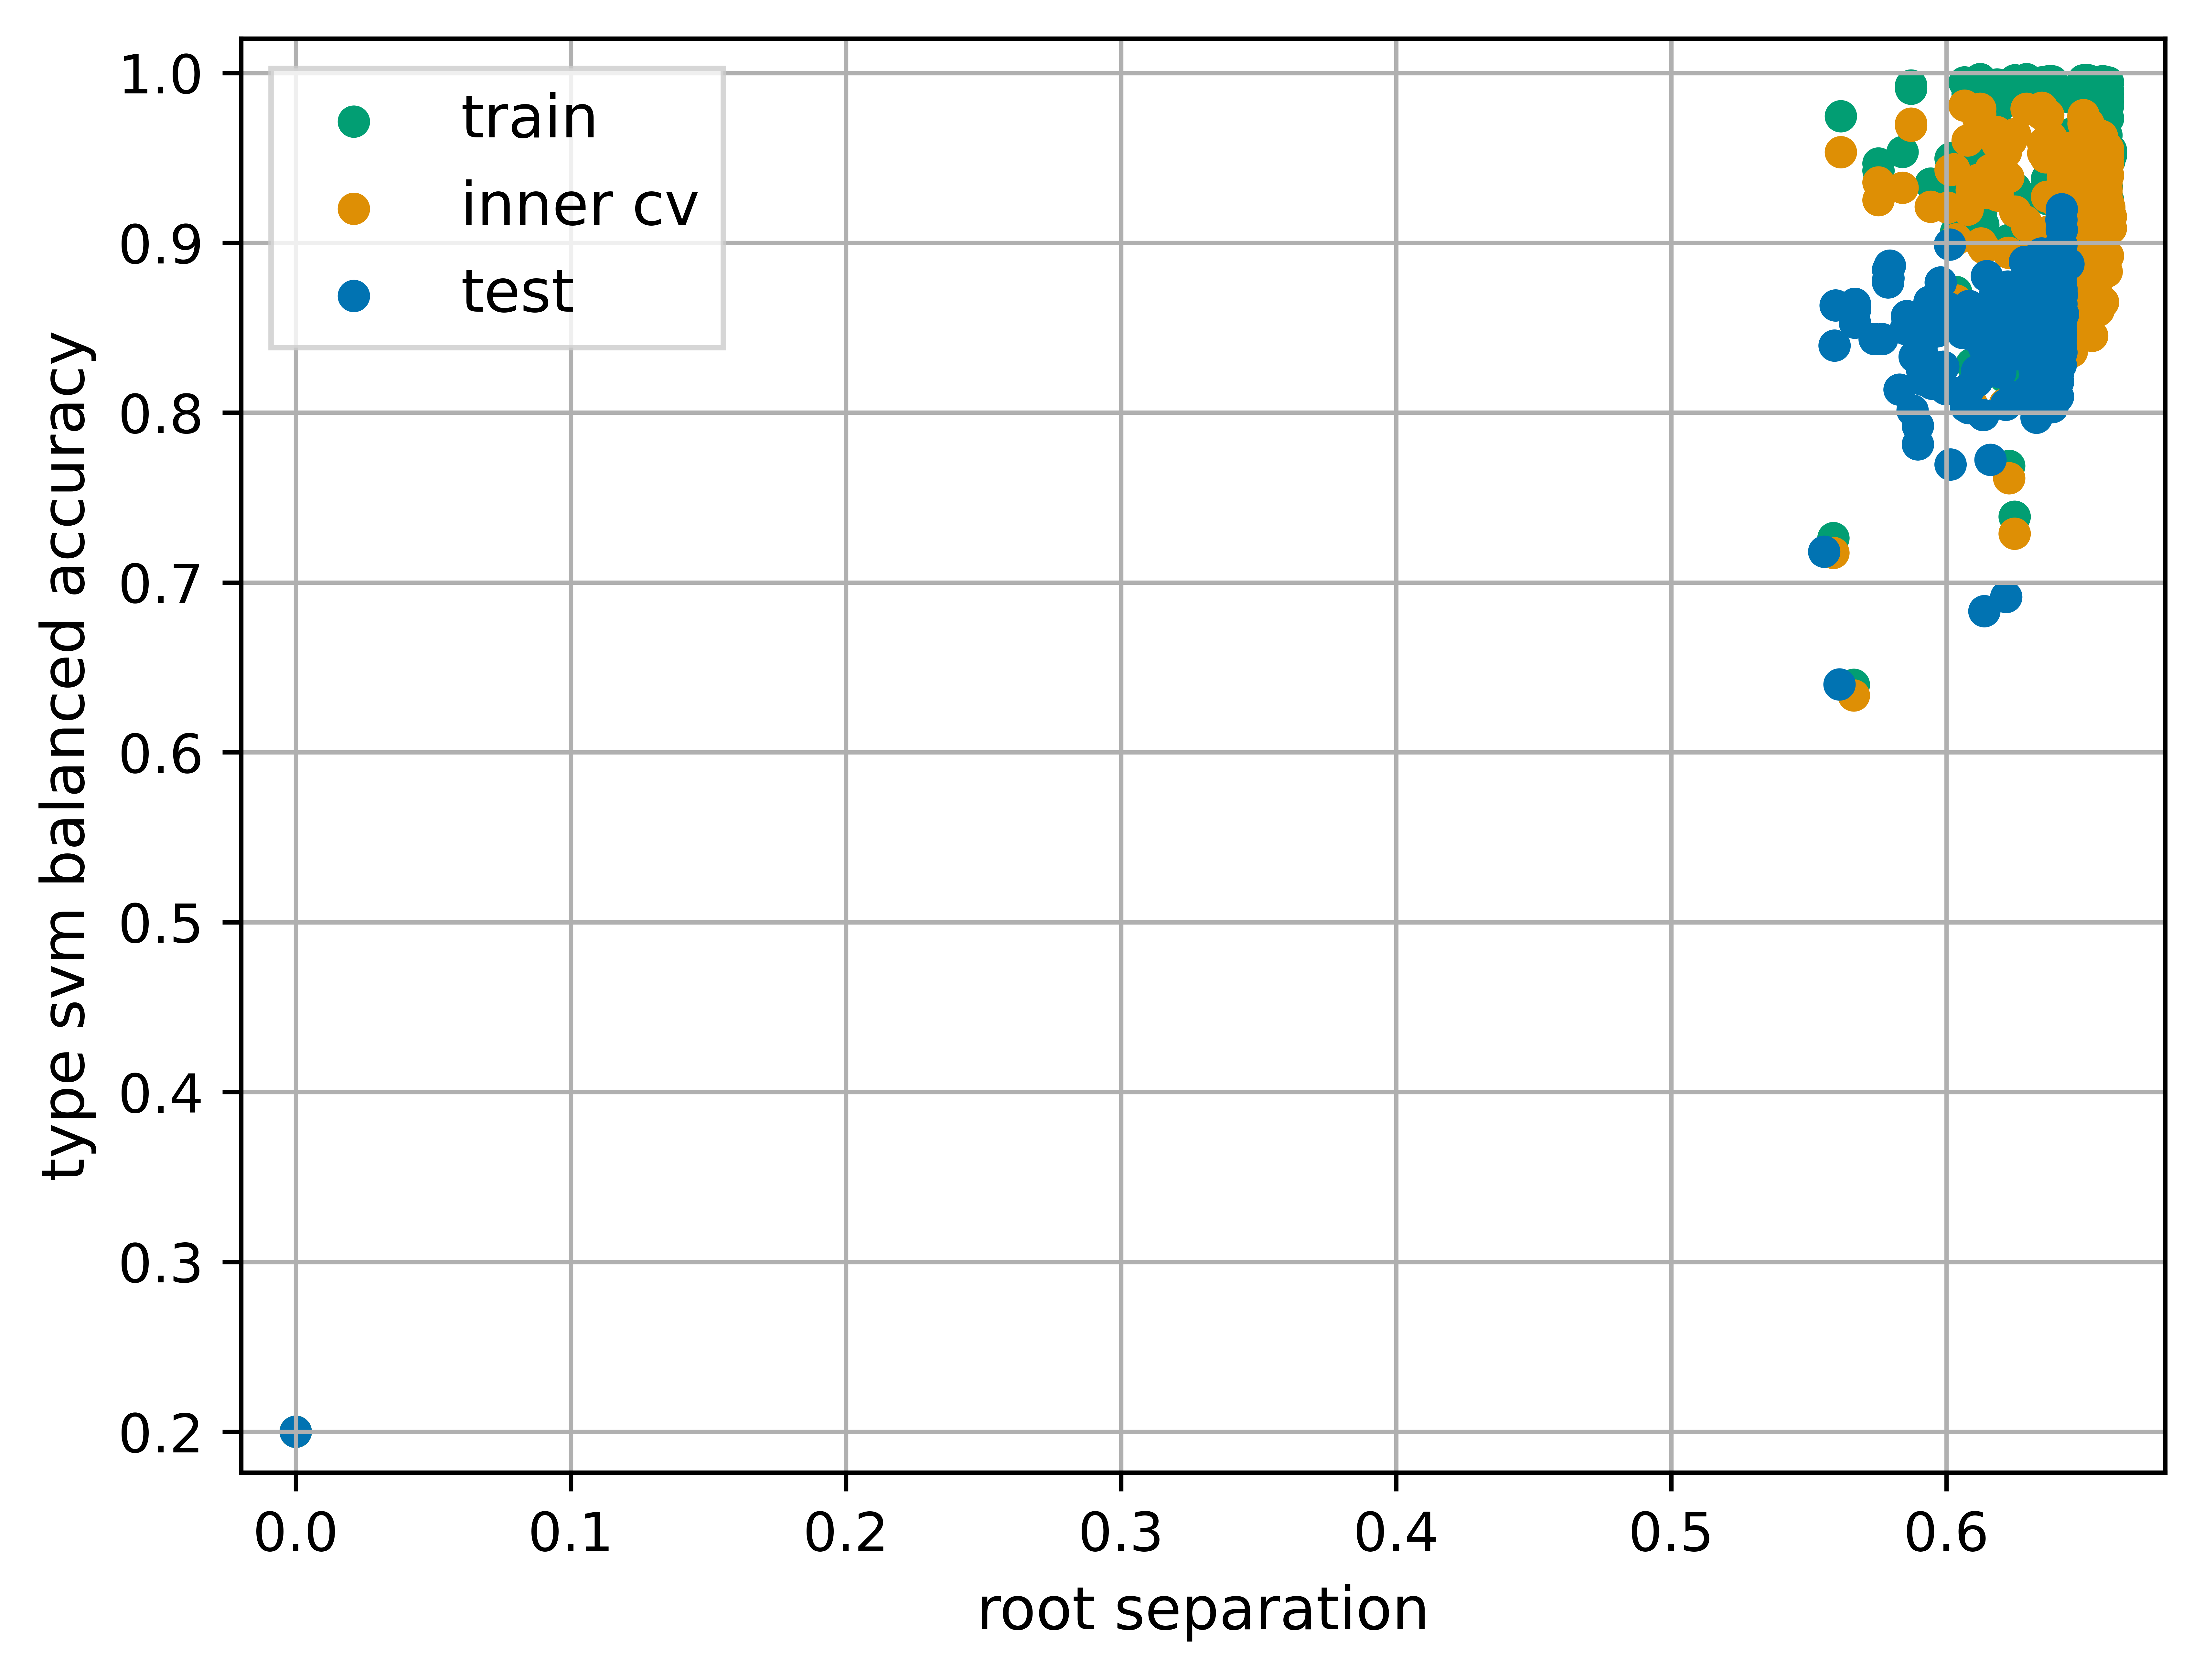 train
inner cv
test
type svm balanced accuracy
1.0
0.9
0.8
0.7
0.6
0.5
0.4
0.3
0.2
0.0 0.1 0.2 0.3 0.4 0.5 0.6
root separation